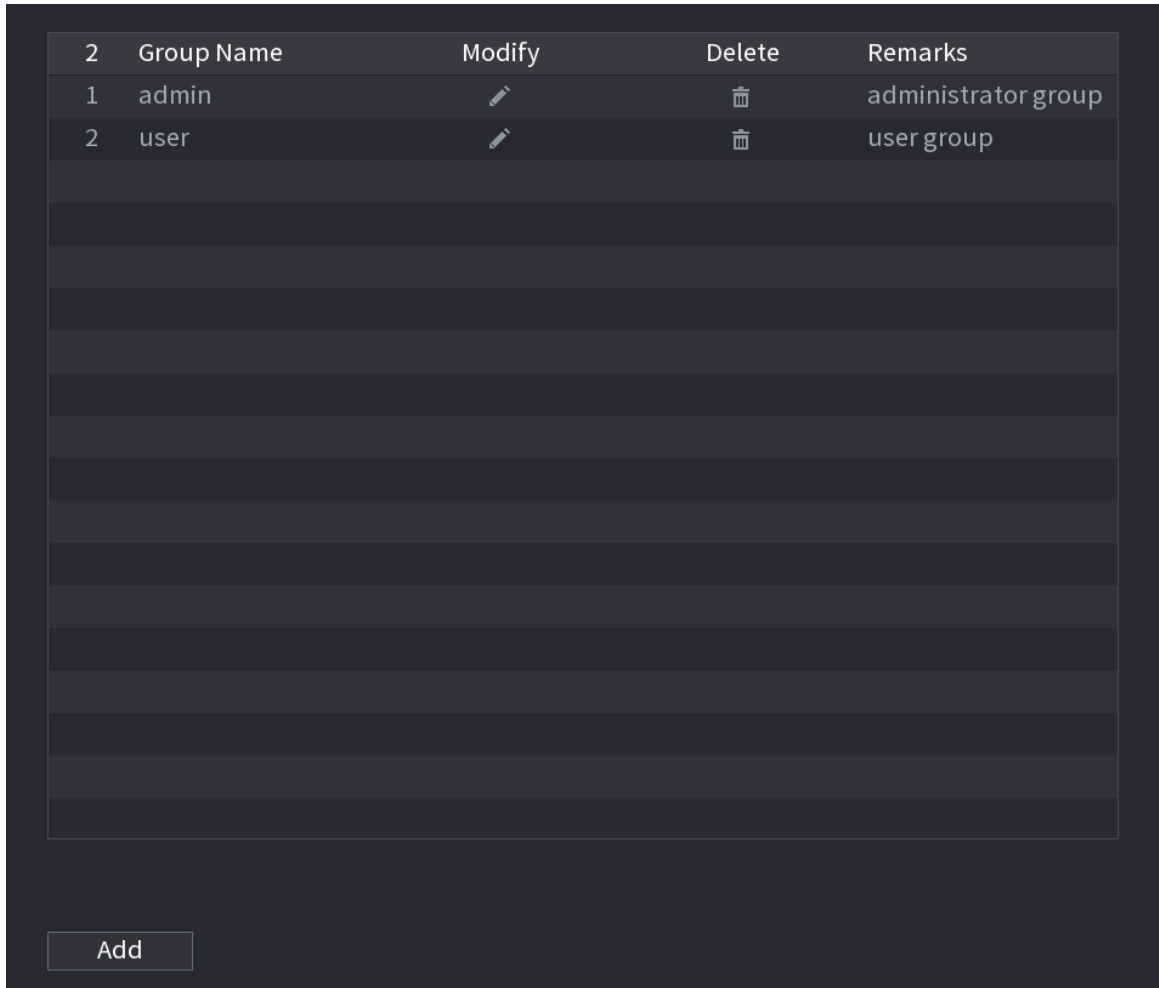 2 Group Name Modify Delete Remarks
1 admin administrator group
2 user user group
Add